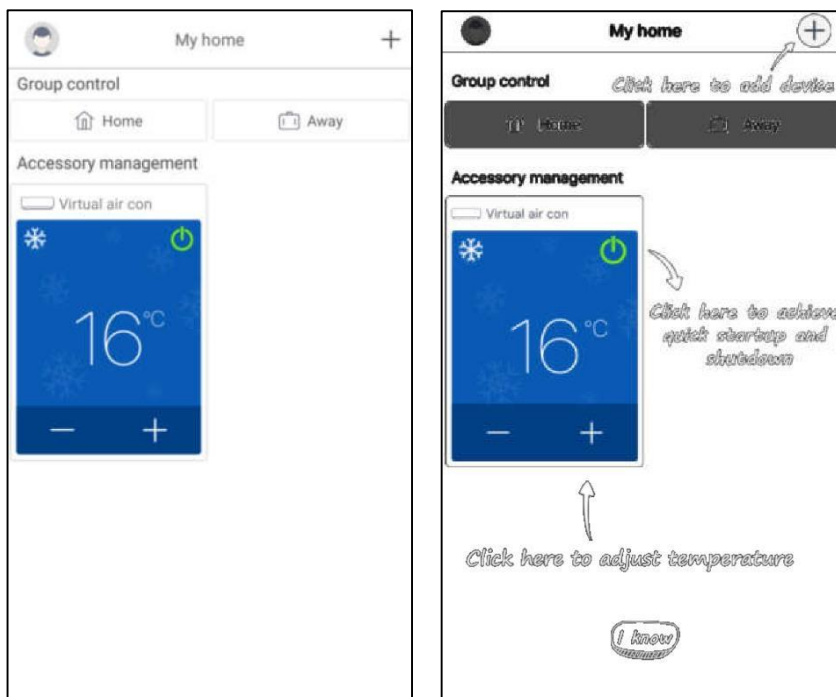 My home +
Group control
Home Away
Accessory management
Virtual air con
16°C
— +
My home +
Group control Click here to add device
Home Away
Accessory management
Virtual air con
16°C
Click here to achieve
quick startup and
shutdown
— +
Click here to adjust temperature
I know